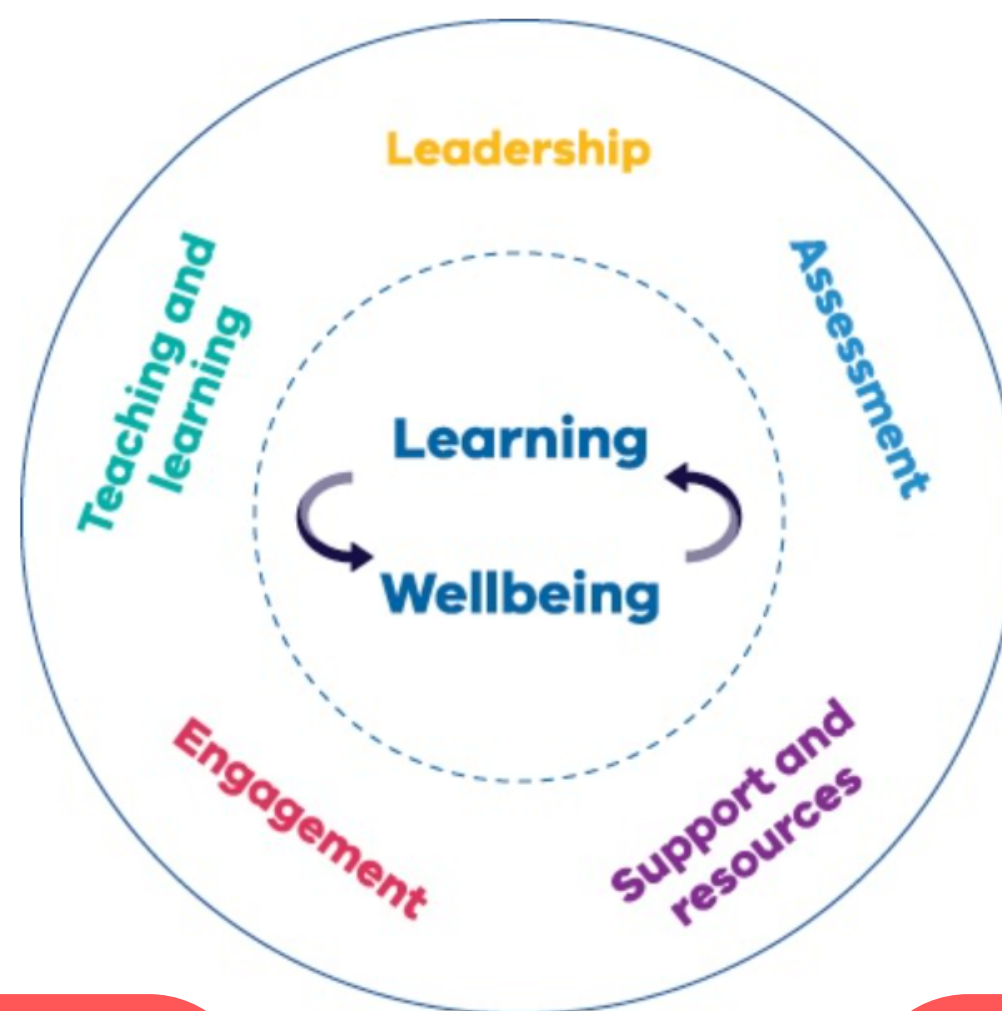 Leadership
Teaching and
learning
Assessment
Learning
Wellbeing
Engagement
Support and
resources